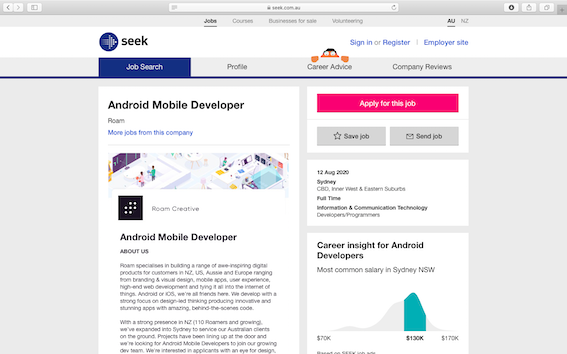 seek.com.au
Jobs Courses Businesses for sale Volunteering AU NZ
seek
Sign in or Register Employer site
Job Search Profile Career Advice Company Reviews
Android Mobile Developer
Roam
More jobs from this company
Roam Creative
Android Mobile Developer
ABOUT US
Roam specialises in building a range of awe-inspiring digital
products for customers in NZ, US, Aussie and Europe ranging
from branding & visual design, mobile apps, user experience,
high-end web development and tying it all into the internet of
things. Android or iOS, we're all friends here. We develop with a
strong focus on design-led thinking producing innovative and
stunning apps with amazing, behind-the-scenes code.
With a strong presence in NZ (110 Roamers and growing),
we've expanded into Sydney to service our Australian clients
on the ground. Projects have been lining up at the door and
we're looking for Android Mobile Developers to join our growing
dev team. We're interested in applicants with an eye for design,
Apply for this job
Save job Send job
12 Aug 2020
Sydney
CBD, Inner West & Eastern Suburbs
Full Time
Information & Communication Technology
Developers/Programmers
Career insight for Android
Developers
Most common salary in Sydney NSW
$70K $130K $170K
Based on SEEK job ads